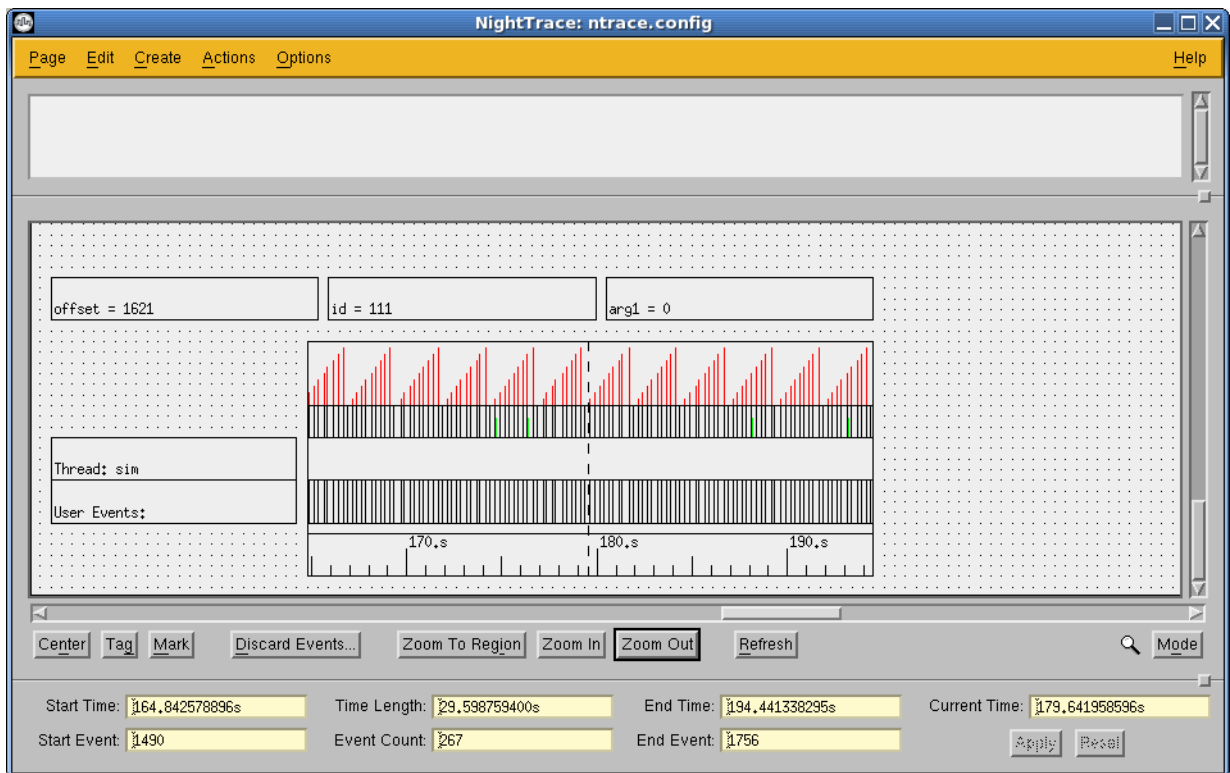 NightTrace: ntrace.config
Page Edit Create Actions Options Help
offset = 1621 id = 111 arg1 = 0
Thread: sim
User Events:
170.s 180.s 190.s
Center Tag Mark Discard Events... Zoom To Region Zoom In Zoom Out Refresh Mode
Start Time: 164.842578896s Time Length: 29.598759400s End Time: 194.441338295s Current Time: 179.641958596s
Start Event: 1490 Event Count: 267 End Event: 1756 Apply Reset